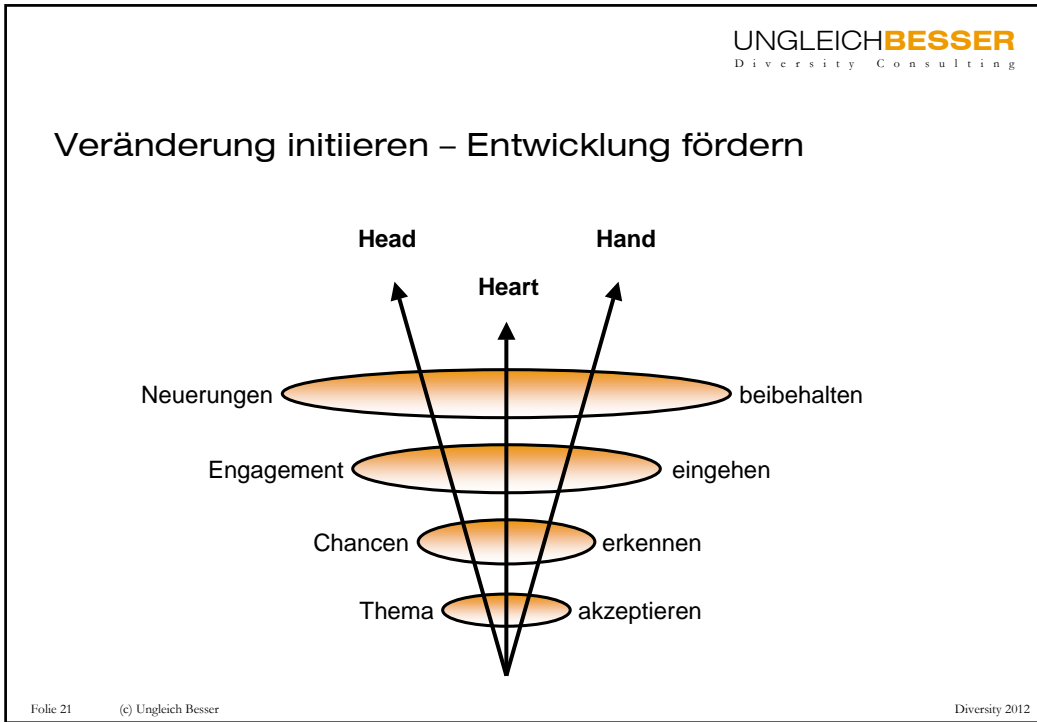 UNGLEICHBESSER
Diversity Consulting
Veränderung initiieren – Entwicklung fördern
Head Hand
Heart
Neuerungen beibehalten
Engagement eingehen
Chancen erkennen
Thema akzeptieren
Folie 21 (c) Ungleich Besser Diversity 2012